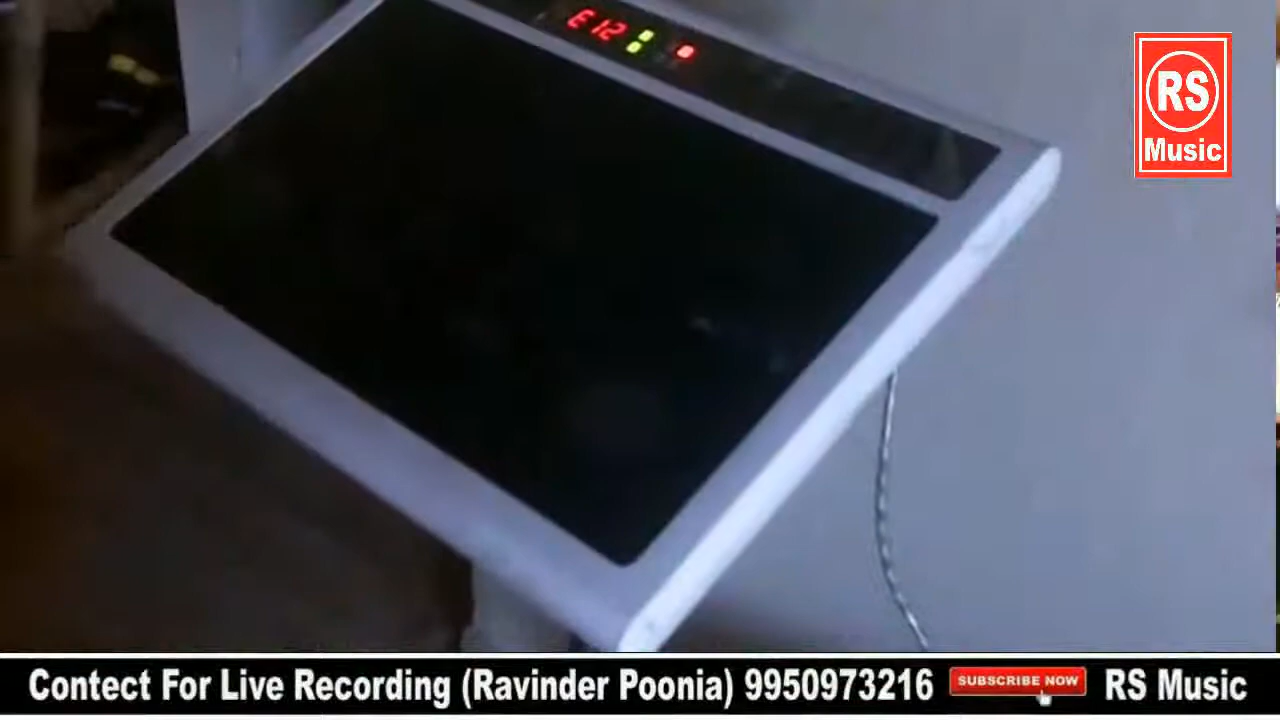 E12
RS
Music
Contect For Live Recording (Ravinder Poonia) 9950973216 SUBSCRIBE NOW RS Music